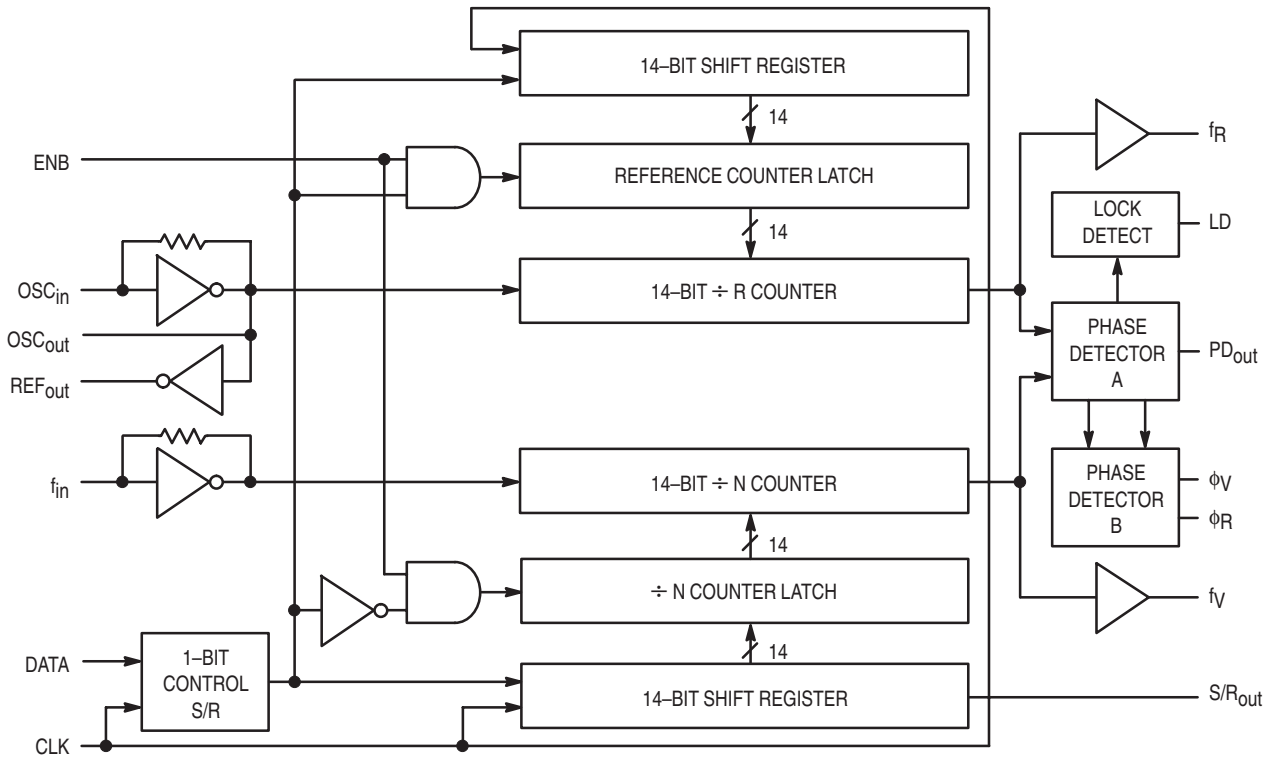 14–BIT SHIFT REGISTER
14
fR
ENB
REFERENCE COUNTER LATCH
LOCK
DETECT
LD
14
OSCin
14–BIT ÷ R COUNTER
OSCout
PHASE
DETECTOR
A
PDout
REFout
fin
14–BIT ÷ N COUNTER
PHASE
DETECTOR
B
ϕV
ϕR
14
÷ N COUNTER LATCH
fV
14
DATA
1–BIT
CONTROL
S/R
14–BIT SHIFT REGISTER
S/Rout
CLK